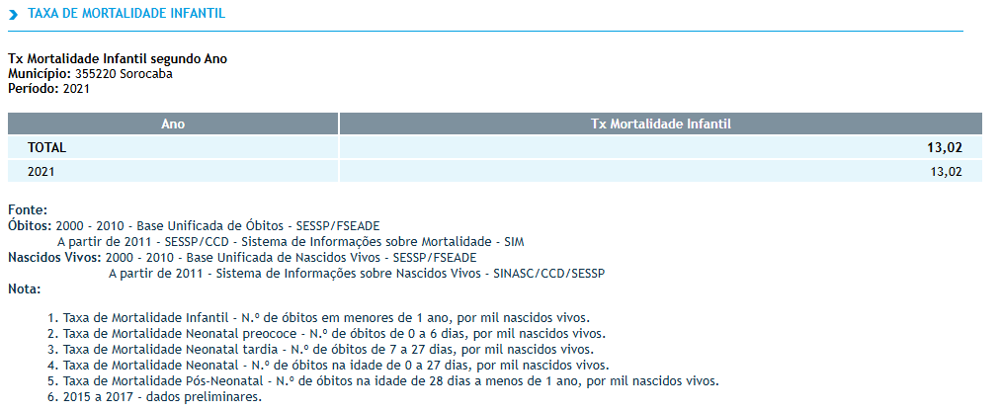 TAXA DE MORTALIDADE INFANTIL
Tx Mortalidade Infantil segundo Ano
Município: 355220 Sorocaba
Período: 2021
Ano Tx Mortalidade Infantil
TOTAL 13,02
2021 13,02
Fonte:
Óbitos: 2000 - 2010 - Base Unificada de Óbitos - SESSP/FSEADE
A partir de 2011 - SESSP/CCD - Sistema de Informações sobre Mortalidade - SIM
Nascidos Vivos: 2000 - 2010 - Base Unificada de Nascidos Vivos - SESSP/FSEADE
A partir de 2011 - Sistema de Informações sobre Nascidos Vivos - SINASC/CCD/SESSP
Nota:
1. Taxa de Mortalidade Infantil - N.º de óbitos em menores de 1 ano, por mil nascidos vivos.
2. Taxa de Mortalidade Neonatal preococe - N.º de óbitos de 0 a 6 dias, por mil nascidos vivos.
3. Taxa de Mortalidade Neonatal tardia - N.º de óbitos de 7 a 27 dias, por mil nascidos vivos.
4. Taxa de Mortalidade Neonatal - N.º de óbitos na idade de 0 a 27 dias, por mil nascidos vivos.
5. Taxa de Mortalidade Pós-Neonatal - N.º de óbitos na idade de 28 dias a menos de 1 ano, por mil nascidos vivos.
6. 2015 a 2017 - dados preliminares.